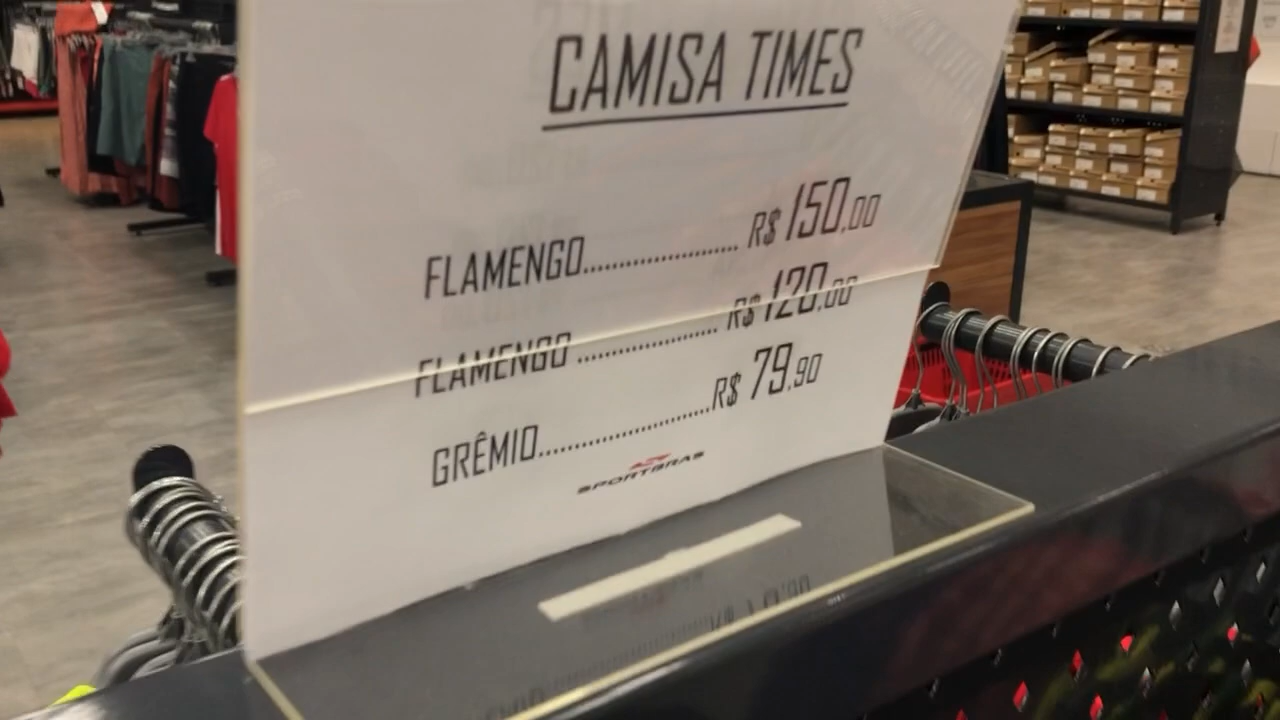 CAMISA TIMES
FLAMENGO.......................... R$ 150,00
FLAMENGO ....................... R$ 120,00
GRÊMIO............................R$ 79,90
SPORTBRAS